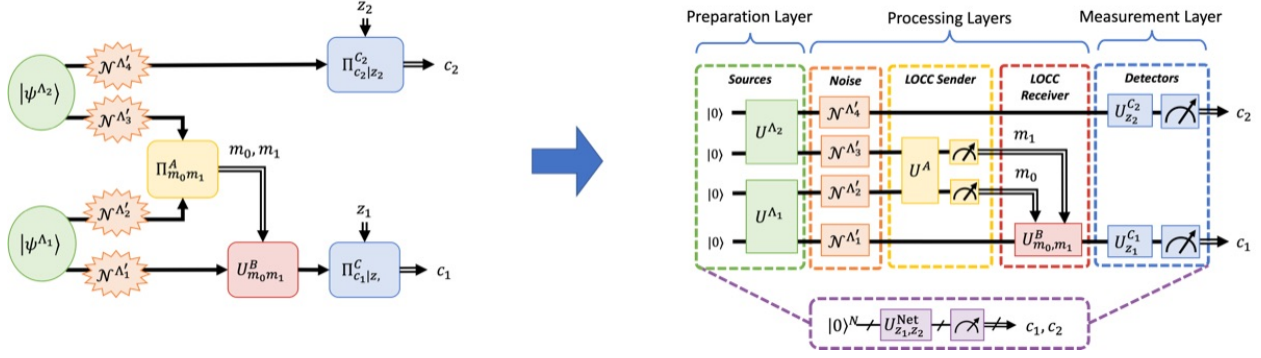 z₂
𝒩^Λ′₄
Π^C₂_c₂|z₂
c₂
|ψ^Λ₂⟩
𝒩^Λ′₃
m₀, m₁
Π^A_m₀m₁
z₁
𝒩^Λ′₂
|ψ^Λ₁⟩
𝒩^Λ′₁
U^B_m₀m₁
Π^C_c₁|z,
c₁
Preparation Layer
Processing Layers
Measurement Layer
Sources
Noise
LOCC Sender
LOCC
Receiver
Detectors
|0⟩
U^Λ₂
𝒩^Λ′₄
U^C₂_z₂
c₂
|0⟩
𝒩^Λ′₃
U^A
m₁
|0⟩
U^Λ₁
𝒩^Λ′₂
m₀
|0⟩
𝒩^Λ′₁
U^B_m₀,m₁
U^C₁_z₁
c₁
|0⟩^N
U^Net_z₁,z₂
c₁, c₂